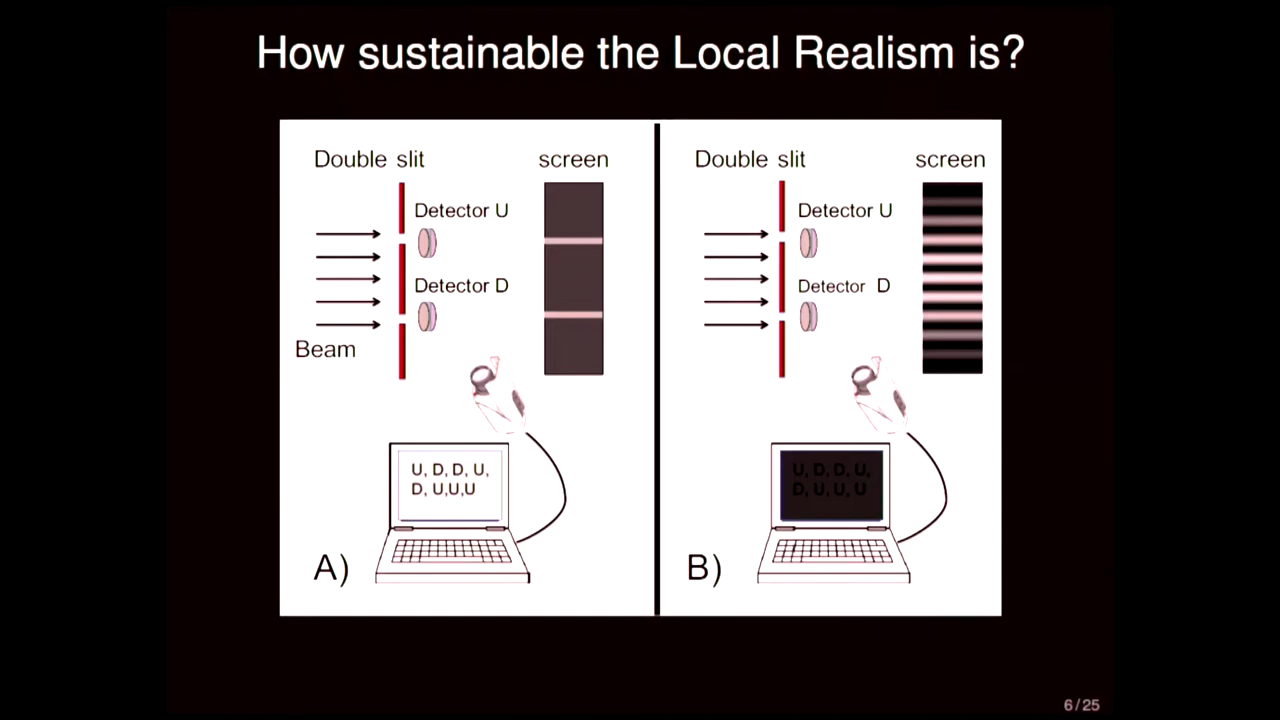 How sustainable the Local Realism is?
Double slit
screen
Detector U
Detector D
Beam
U, D, D, U,
D, U,U,U
A)
Double slit
screen
Detector U
Detector D
U, D, D, U,
D, U, U, U
B)
6/25